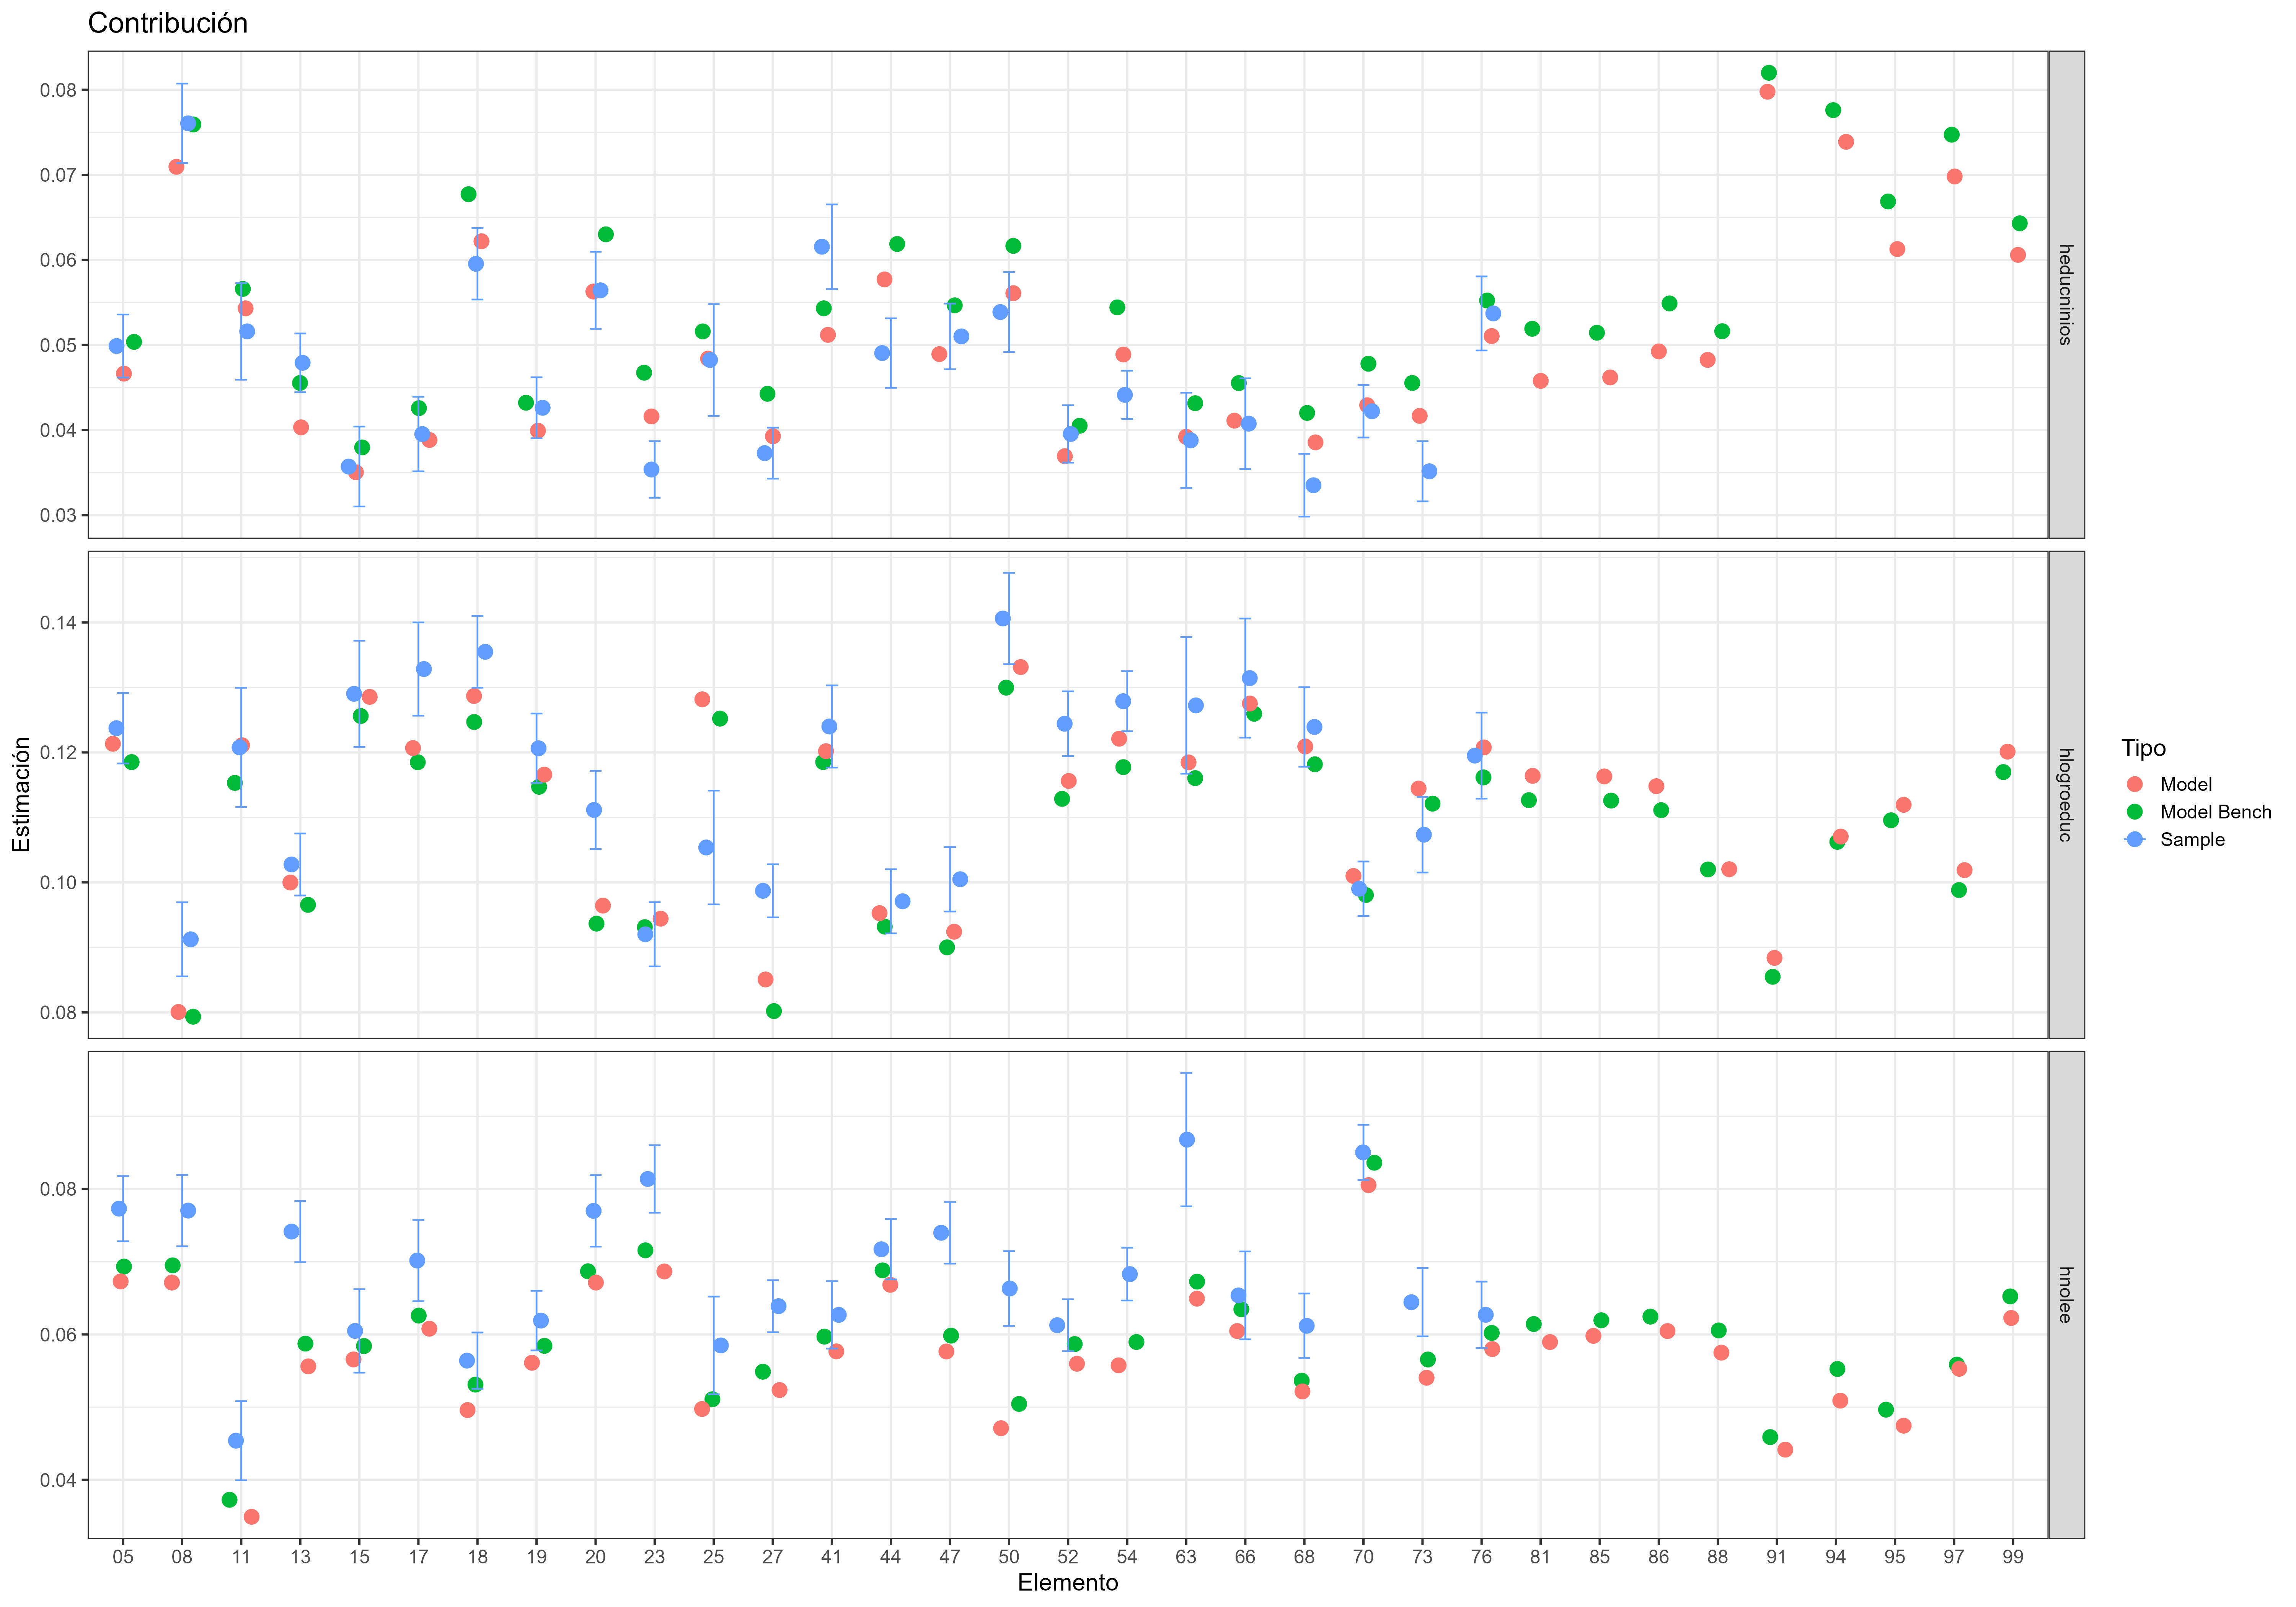 Contribución
0.08
0.07
0.06
0.05
0.04
0.03
heducninios
0.14
0.12
0.10
0.08
hlogroeduc
Estimación
0.08
0.06
0.04
hnolee
05 08 11 13 15 17 18 19 20 23 25 27 41 44 47 50 52 54 63 66 68 70 73 76 81 85 86 88 91 94 95 97 99
Elemento
Tipo
Model
Model Bench
Sample